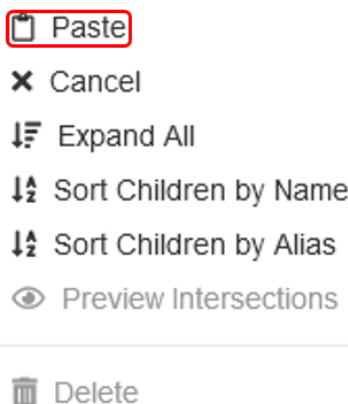 Paste
Cancel
Expand All
Sort Children by Name
Sort Children by Alias
Preview Intersections
Delete